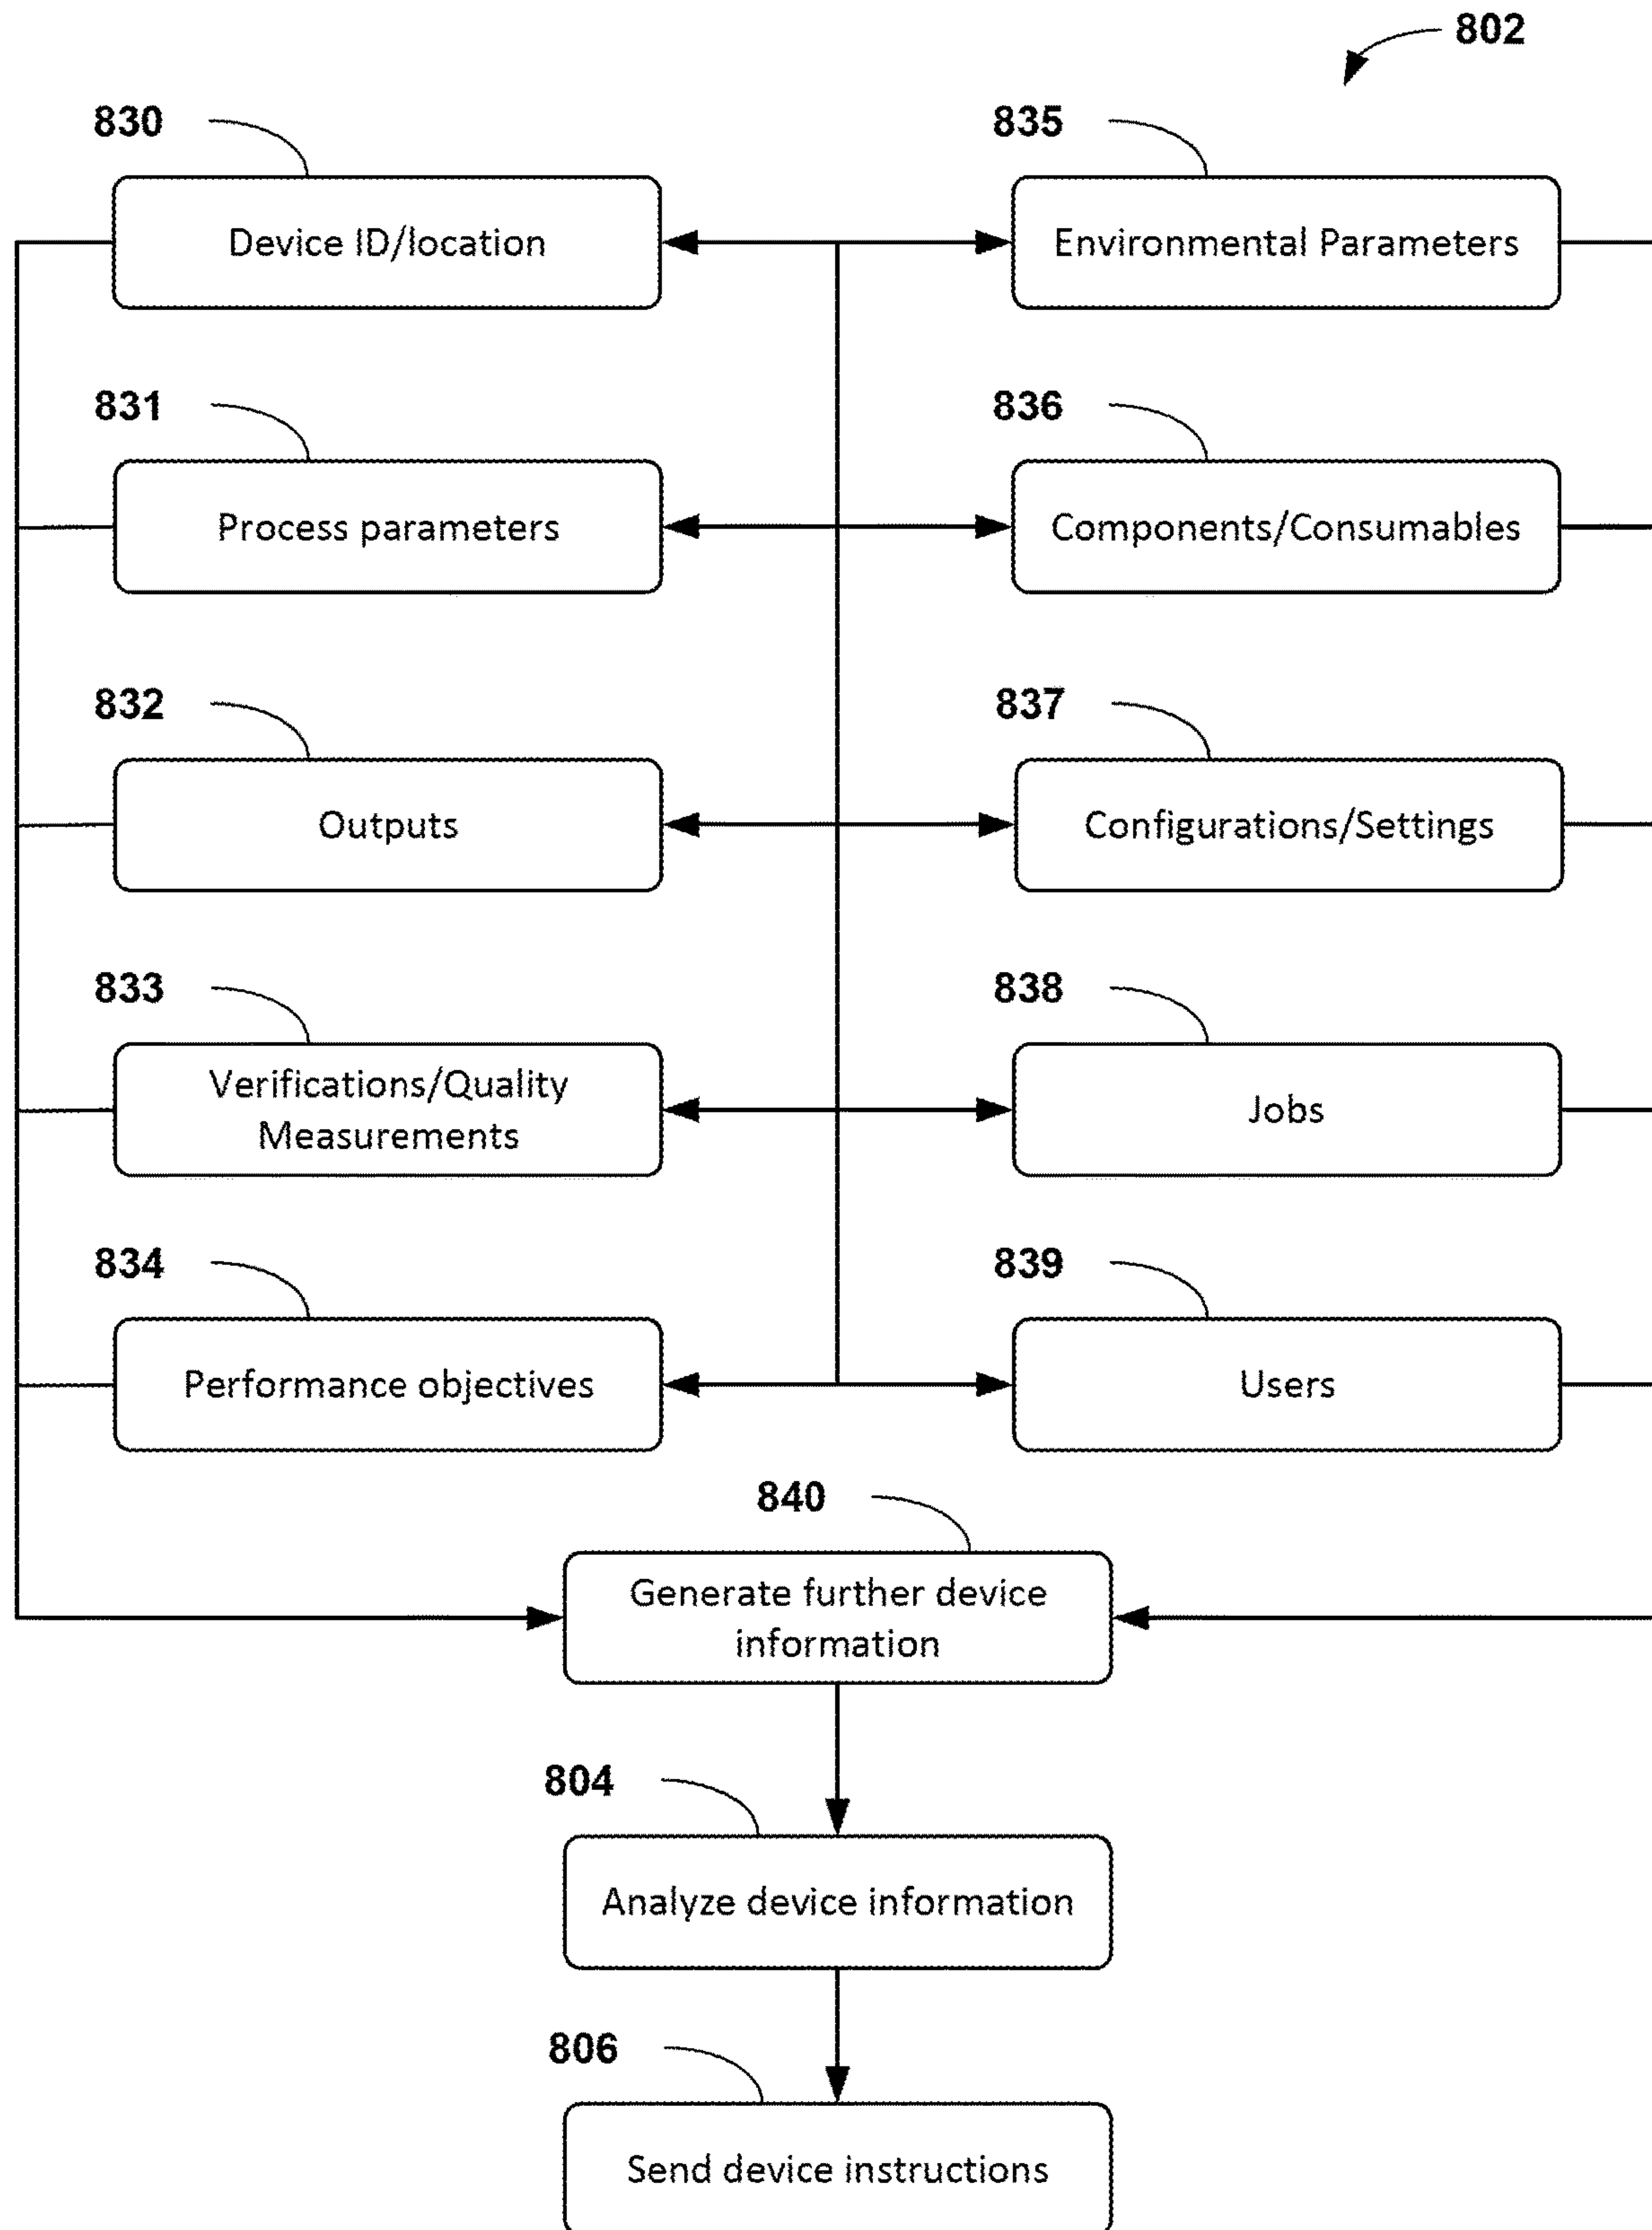 802
830
835
Device ID/location
Environmental Parameters
831
836
Process parameters
Components/Consumables
832
837
Outputs
Configurations/Settings
833
838
Verifications/Quality
Measurements
Jobs
834
839
Performance objectives
Users
840
Generate further device
information
804
Analyze device information
806
Send device instructions